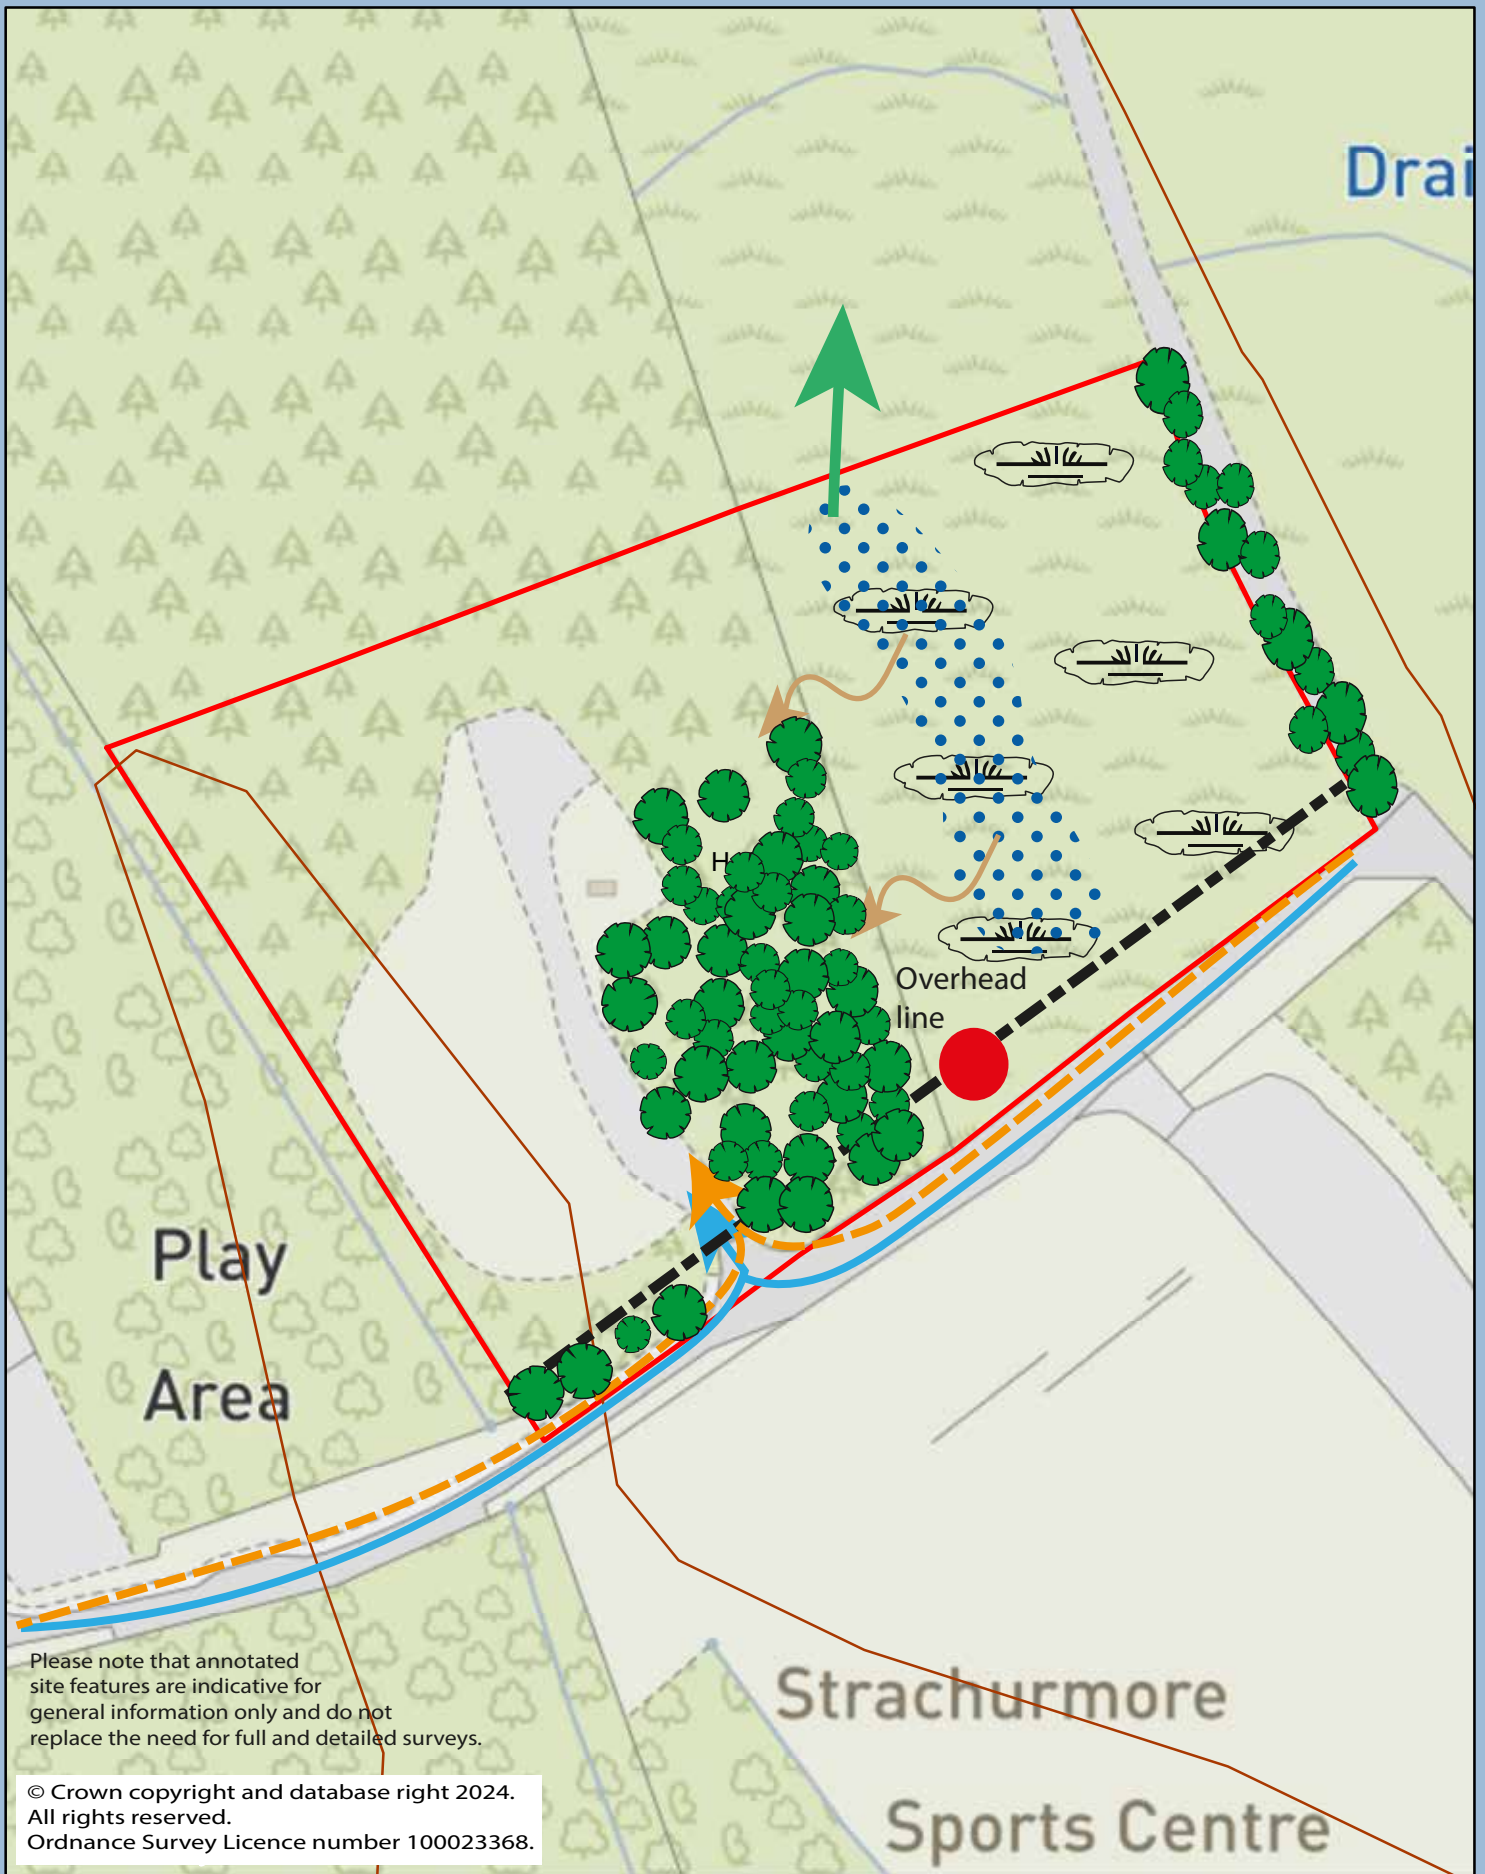 Drai
H
Overhead
line
Play
Area
Please note that annotated
site features are indicative for
general information only and do not
replace the need for full and detailed surveys.
Strachurmore
Sports Centre
© Crown copyright and database right 2024.
All rights reserved.
Ordnance Survey Licence number 100023368.